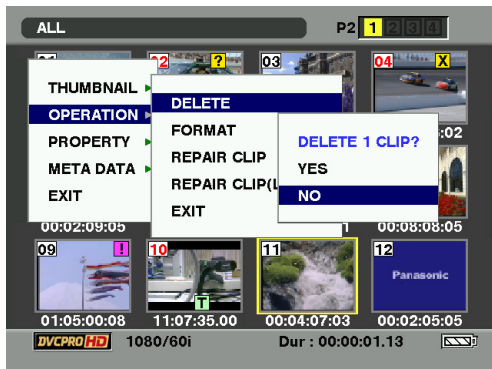 ALL
P2 1 2 3 4
02 ? 03 04 X
THUMBNAIL
OPERATION
PROPERTY
META DATA
EXIT
DELETE
FORMAT
REPAIR CLIP
REPAIR CLIP(
EXIT
DELETE 1 CLIP?
YES
NO
:02
00:02:09:05
1
00:08:08:05
09 ! 10 T 11 12
Panasonic
01:05:00:08 11:07:35.00 00:04:07:03 00:02:05:05
DVCPRO HD 1080/60i Dur : 00:00:01.13